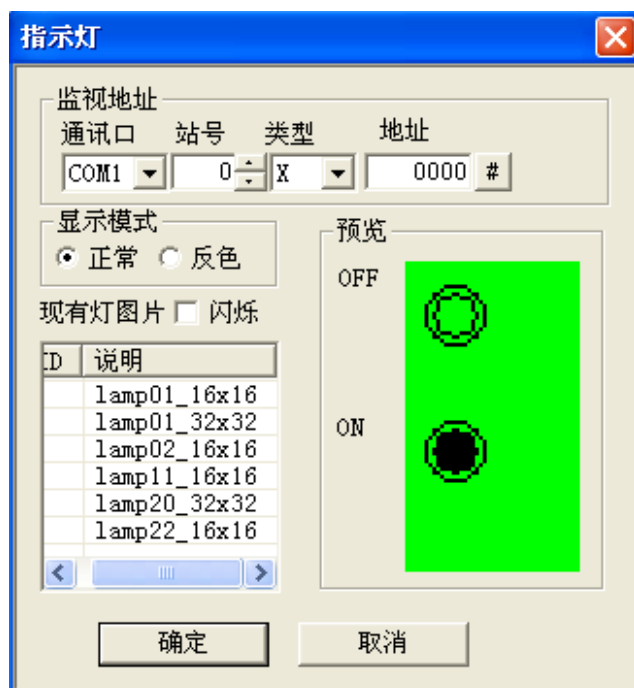 指示灯
监视地址
通讯口 站号 类型 地址
COM1 0 X 0000 #
显示模式
正常 反色
现有灯图片 闪烁
ID 说明
lamp01_16x16
lamp01_32x32
lamp02_16x16
lamp11_16x16
lamp20_32x32
lamp22_16x16
预览
OFF
ON
确定 取消